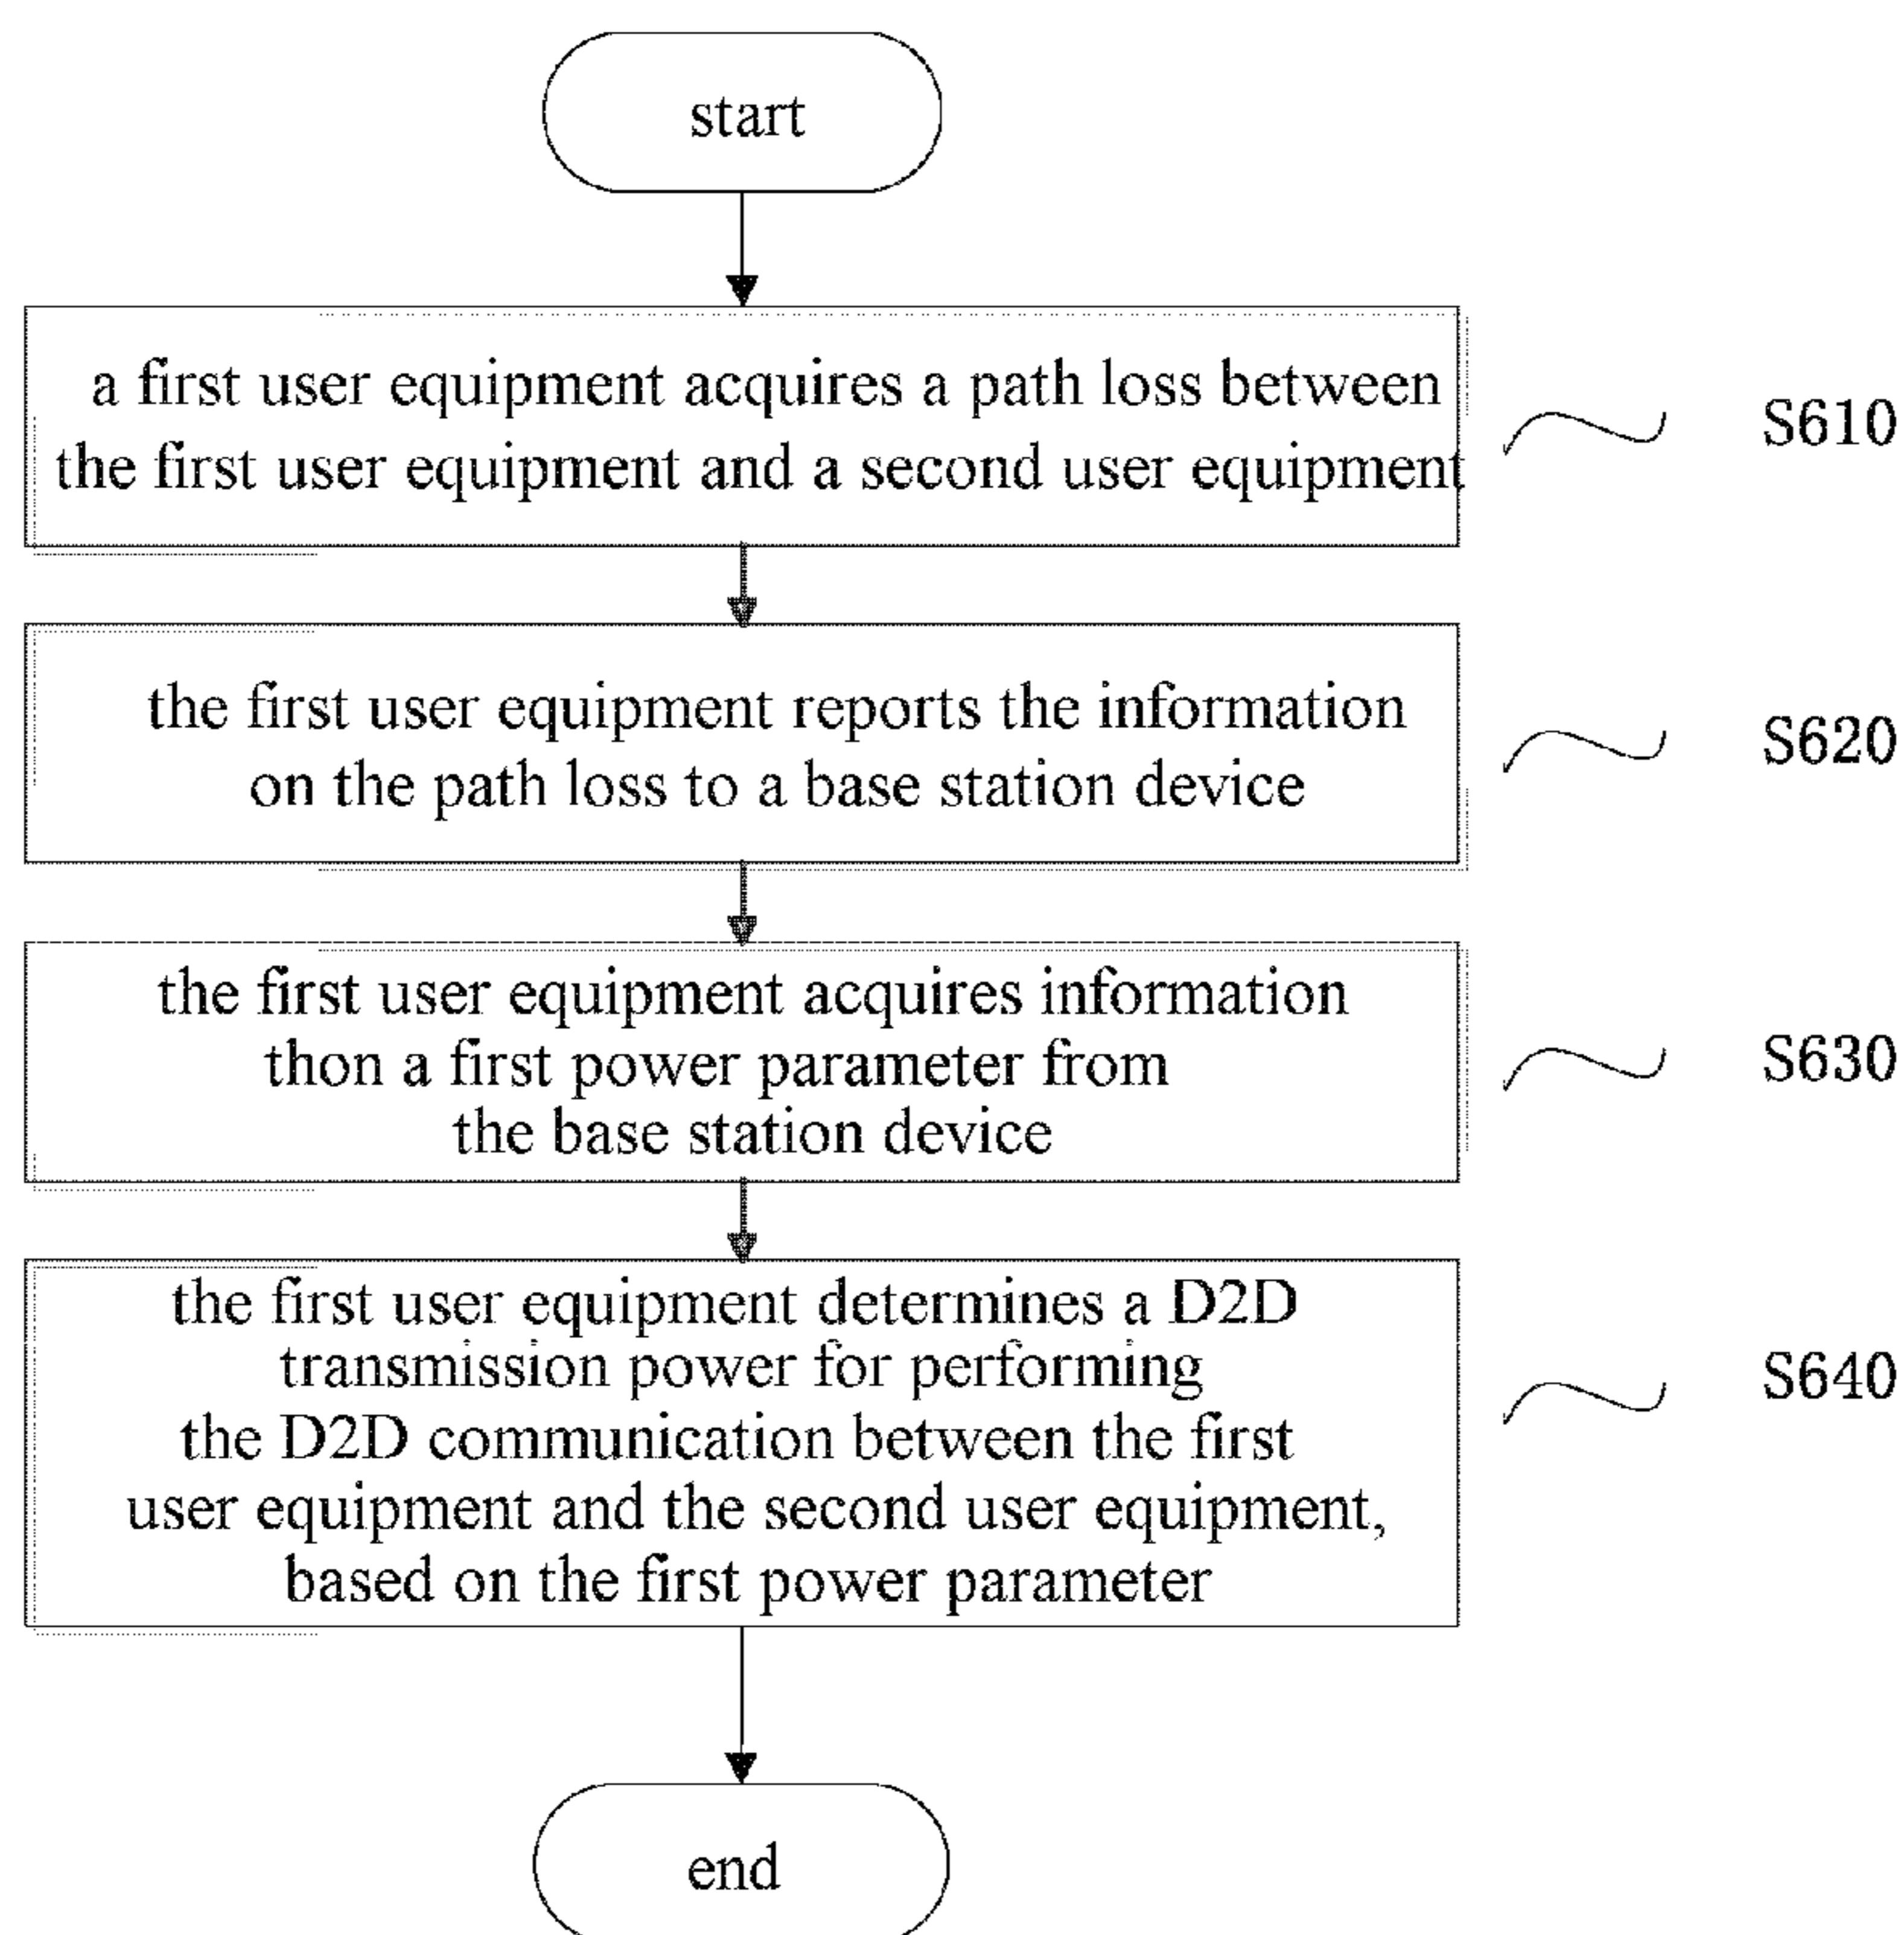 start
a first user equipment acquires a path loss between
the first user equipment and a second user equipment
S610
the first user equipment reports the information
on the path loss to a base station device
S620
the first user equipment acquires information
thon a first power parameter from
the base station device
S630
the first user equipment determines a D2D
transmission power for performing
the D2D communication between the first
user equipment and the second user equipment,
based on the first power parameter
S640
end